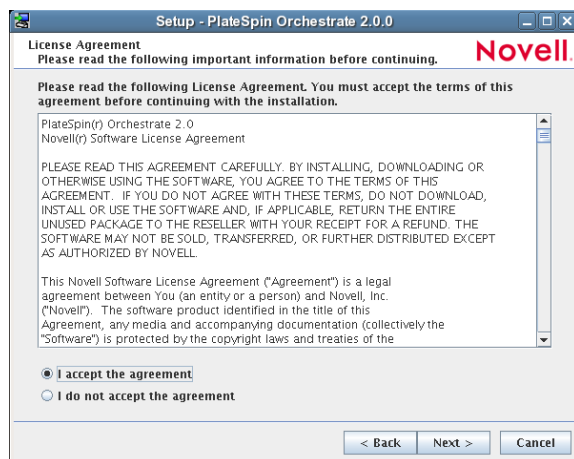 Setup - PlateSpin Orchestrate 2.0.0
License Agreement
Please read the following important information before continuing.
Novell.
Please read the following License Agreement. You must accept the terms of this
agreement before continuing with the installation.
PlateSpin(r) Orchestrate 2.0
Novell(r) Software License Agreement
PLEASE READ THIS AGREEMENT CAREFULLY. BY INSTALLING, DOWNLOADING OR
OTHERWISE USING THE SOFTWARE, YOU AGREE TO THE TERMS OF THIS
AGREEMENT. IF YOU DO NOT AGREE WITH THESE TERMS, DO NOT DOWNLOAD,
INSTALL OR USE THE SOFTWARE AND, IF APPLICABLE, RETURN THE ENTIRE
UNUSED PACKAGE TO THE RESELLER WITH YOUR RECEIPT FOR A REFUND. THE
SOFTWARE MAY NOT BE SOLD, TRANSFERRED, OR FURTHER DISTRIBUTED EXCEPT
AS AUTHORIZED BY NOVELL.
This Novell Software License Agreement ("Agreement") is a legal
agreement between You (an entity or a person) and Novell, Inc.
("Novell"). The software product identified in the title of this
Agreement, any media and accompanying documentation (collectively the
"Software") is protected by the copyright laws and treaties of the
I accept the agreement
I do not accept the agreement
< Back
Next >
Cancel